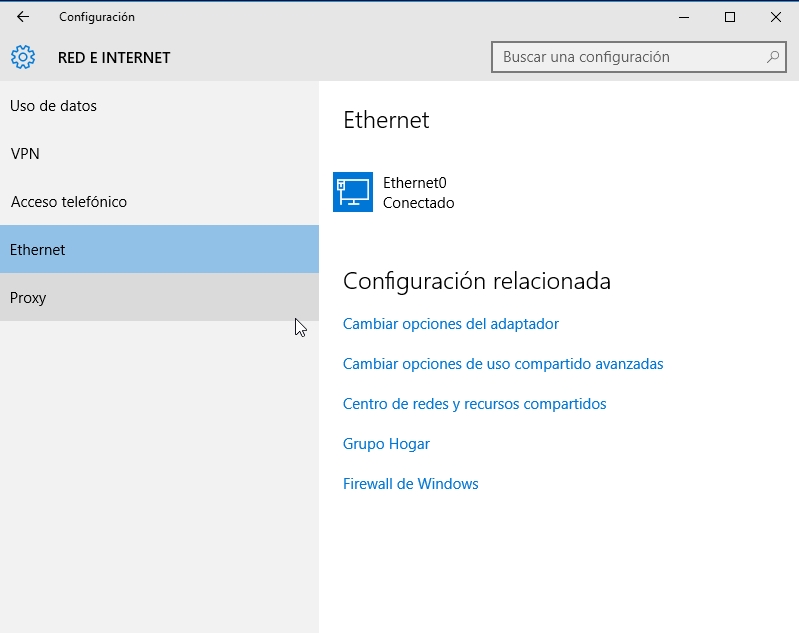 Configuración
RED E INTERNET
Buscar una configuración
Uso de datos
VPN
Acceso telefónico
Ethernet
Proxy
Ethernet
Ethernet0
Conectado
Configuración relacionada
Cambiar opciones del adaptador
Cambiar opciones de uso compartido avanzadas
Centro de redes y recursos compartidos
Grupo Hogar
Firewall de Windows